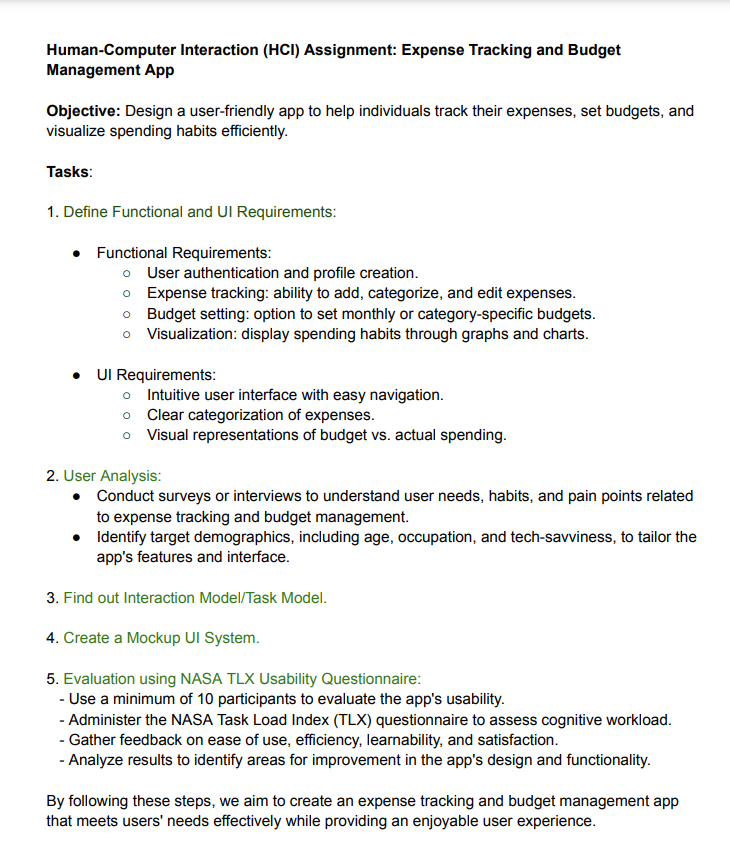 Human-Computer Interaction (HCI) Assignment: Expense Tracking and Budget
Management App
Objective: Design a user-friendly app to help individuals track their expenses, set budgets, and
visualize spending habits efficiently.
Tasks:
1. Define Functional and UI Requirements:
● Functional Requirements:
○ User authentication and profile creation.
○ Expense tracking: ability to add, categorize, and edit expenses.
○ Budget setting: option to set monthly or category-specific budgets.
○ Visualization: display spending habits through graphs and charts.
● UI Requirements:
○ Intuitive user interface with easy navigation.
○ Clear categorization of expenses.
○ Visual representations of budget vs. actual spending.
2. User Analysis:
● Conduct surveys or interviews to understand user needs, habits, and pain points related
to expense tracking and budget management.
● Identify target demographics, including age, occupation, and tech-savviness, to tailor the
app's features and interface.
3. Find out Interaction Model/Task Model.
4. Create a Mockup UI System.
5. Evaluation using NASA TLX Usability Questionnaire:
- Use a minimum of 10 participants to evaluate the app's usability.
- Administer the NASA Task Load Index (TLX) questionnaire to assess cognitive workload.
- Gather feedback on ease of use, efficiency, learnability, and satisfaction.
- Analyze results to identify areas for improvement in the app's design and functionality.
By following these steps, we aim to create an expense tracking and budget management app
that meets users' needs effectively while providing an enjoyable user experience.